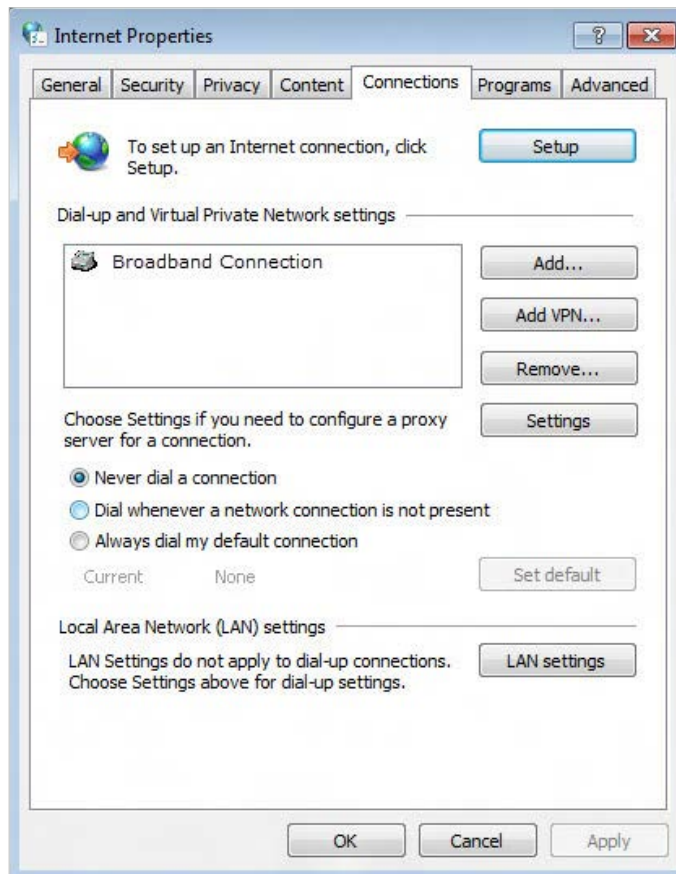 Internet Properties
General Security Privacy Content Connections Programs Advanced
To set up an Internet connection, click
Setup.
Setup
Dial-up and Virtual Private Network settings
Broadband Connection
Add...
Add VPN...
Remove...
Choose Settings if you need to configure a proxy
server for a connection.
Settings
Never dial a connection
Dial whenever a network connection is not present
Always dial my default connection
Current None
Set default
Local Area Network (LAN) settings
LAN Settings do not apply to dial-up connections.
Choose Settings above for dial-up settings.
LAN settings
OK Cancel Apply